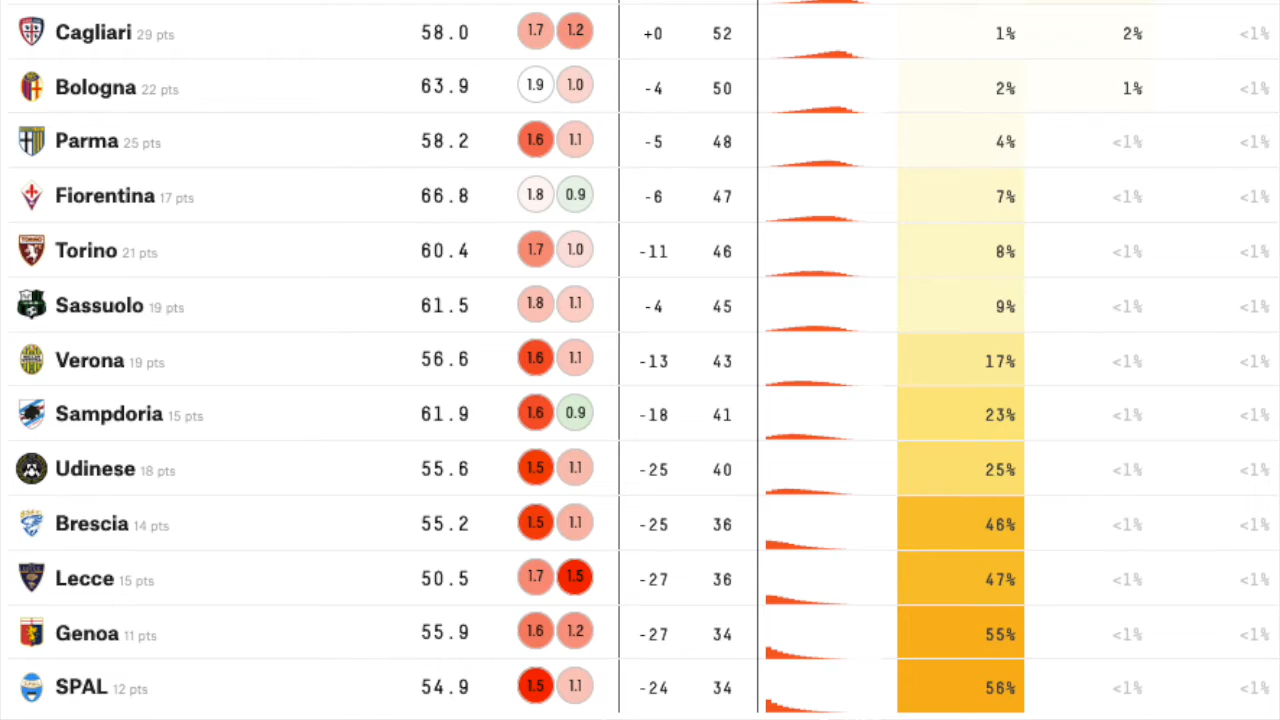 Cagliari 29 pts 58.0 1.7 1.2 +0 52 1% 2% <1%
Bologna 22 pts 63.9 1.9 1.0 -4 50 2% 1% <1%
Parma 25 pts 58.2 1.6 1.1 -5 48 4% <1% <1%
Fiorentina 17 pts 66.8 1.8 0.9 -6 47 7% <1% <1%
Torino 21 pts 60.4 1.7 1.0 -11 46 8% <1% <1%
Sassuolo 19 pts 61.5 1.8 1.1 -4 45 9% <1% <1%
Verona 19 pts 56.6 1.6 1.1 -13 43 17% <1% <1%
Sampdoria 15 pts 61.9 1.6 0.9 -18 41 23% <1% <1%
Udinese 18 pts 55.6 1.5 1.1 -25 40 25% <1% <1%
Brescia 14 pts 55.2 1.5 1.1 -25 36 46% <1% <1%
Lecce 15 pts 50.5 1.7 1.5 -27 36 47% <1% <1%
Genoa 11 pts 55.9 1.6 1.2 -27 34 55% <1% <1%
SPAL 12 pts 54.9 1.5 1.1 -24 34 56% <1% <1%